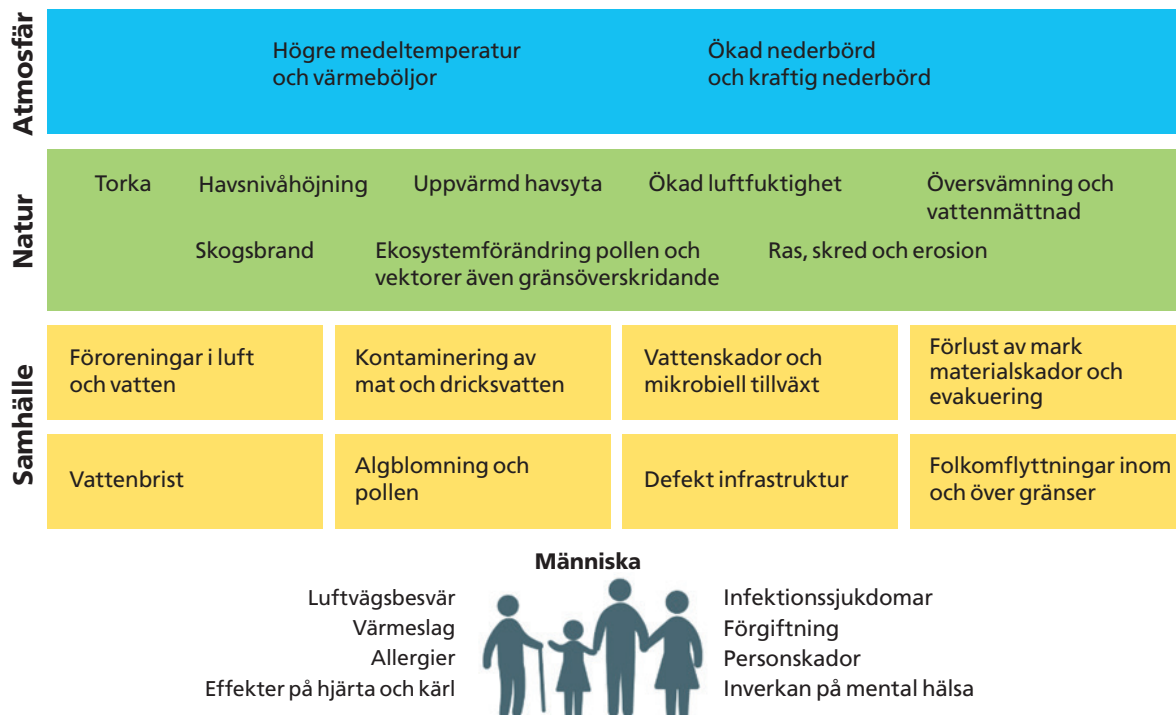 Atmosfär
Högre medeltemperatur
och värmeböljor
Ökad nederbörd
och kraftig nederbörd
Natur
Torka
Havsnivåhöjning
Uppvärmd havsyta
Ökad luftfuktighet
Översvämning och
vattenmättnad
Skogsbrand
Ekosystemförändring pollen och
vektorer även gränsöverskridande
Ras, skred och erosion
Samhälle
Föroreningar i luft
och vatten
Kontaminering av
mat och dricksvatten
Vattenskador och
mikrobiell tillväxt
Förlust av mark
materialskador och
evakuering
Vattenbrist
Algblomning och
pollen
Defekt infrastruktur
Folkomflyttningar inom
och över gränser
Människa
Luftvägsbesvär
Värmeslag
Allergier
Effekter på hjärta och kärl
Infektionssjukdomar
Förgiftning
Personskador
Inverkan på mental hälsa